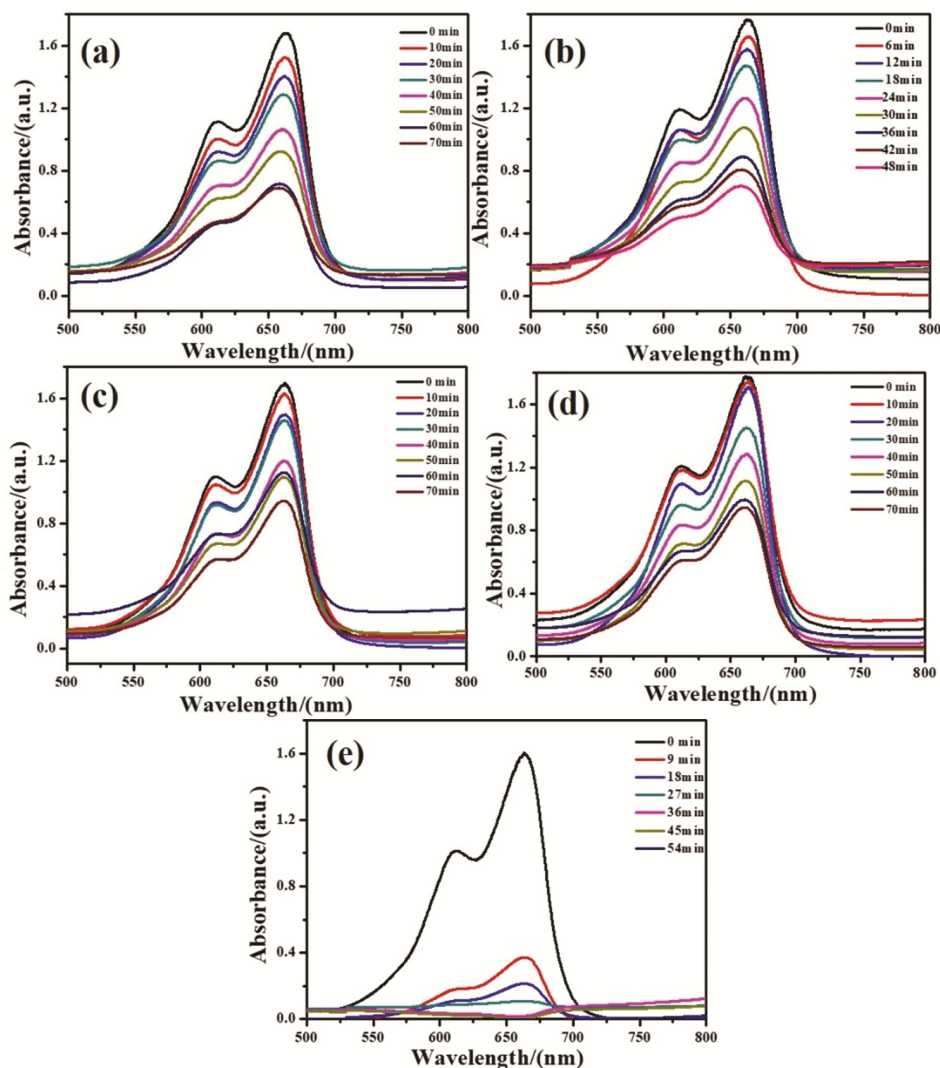 (a)
0 min
10min
20min
30min
40min
50min
60min
70min
1.6
1.2
0.8
0.4
0.0
Absorbance/(a.u.)
500 550 600 650 700 750 800
Wavelength/(nm)
(b)
0min
6min
12min
18min
24min
30min
36min
42min
48min
1.6
1.2
0.8
0.4
0.0
Absorbance/(a.u.)
500 550 600 650 700 750 800
Wavelength/(nm)
(c)
0 min
10min
20min
30min
40min
50min
60min
70min
1.6
1.2
0.8
0.4
0.0
Absorbance/(a.u.)
500 550 600 650 700 750 800
Wavelength/(nm)
(d)
0 min
10min
20min
30min
40min
50min
60min
70min
1.6
1.2
0.8
0.4
0.0
Absorbance/(a.u.)
500 550 600 650 700 750 800
Wavelength/(nm)
(e)
0 min
9 min
18min
27min
36min
45min
54min
1.6
1.2
0.8
0.4
0.0
Absorbance/(a.u.)
500 550 600 650 700 750 800
Wavelength/(nm)